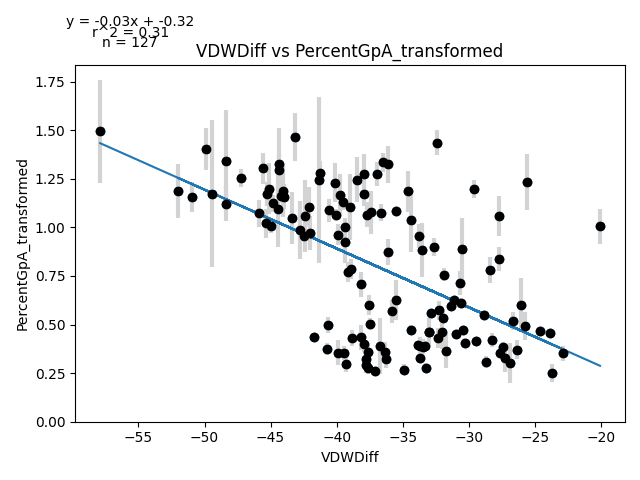 y = -0.03x + -0.32
r^2 = 0.31
n = 127
VDWDiff vs PercentGpA_transformed
PercentGpA_transformed
1.75
1.50
1.25
1.00
0.75
0.50
0.25
0.00
−55 −50 −45 −40 −35 −30 −25 −20
VDWDiff